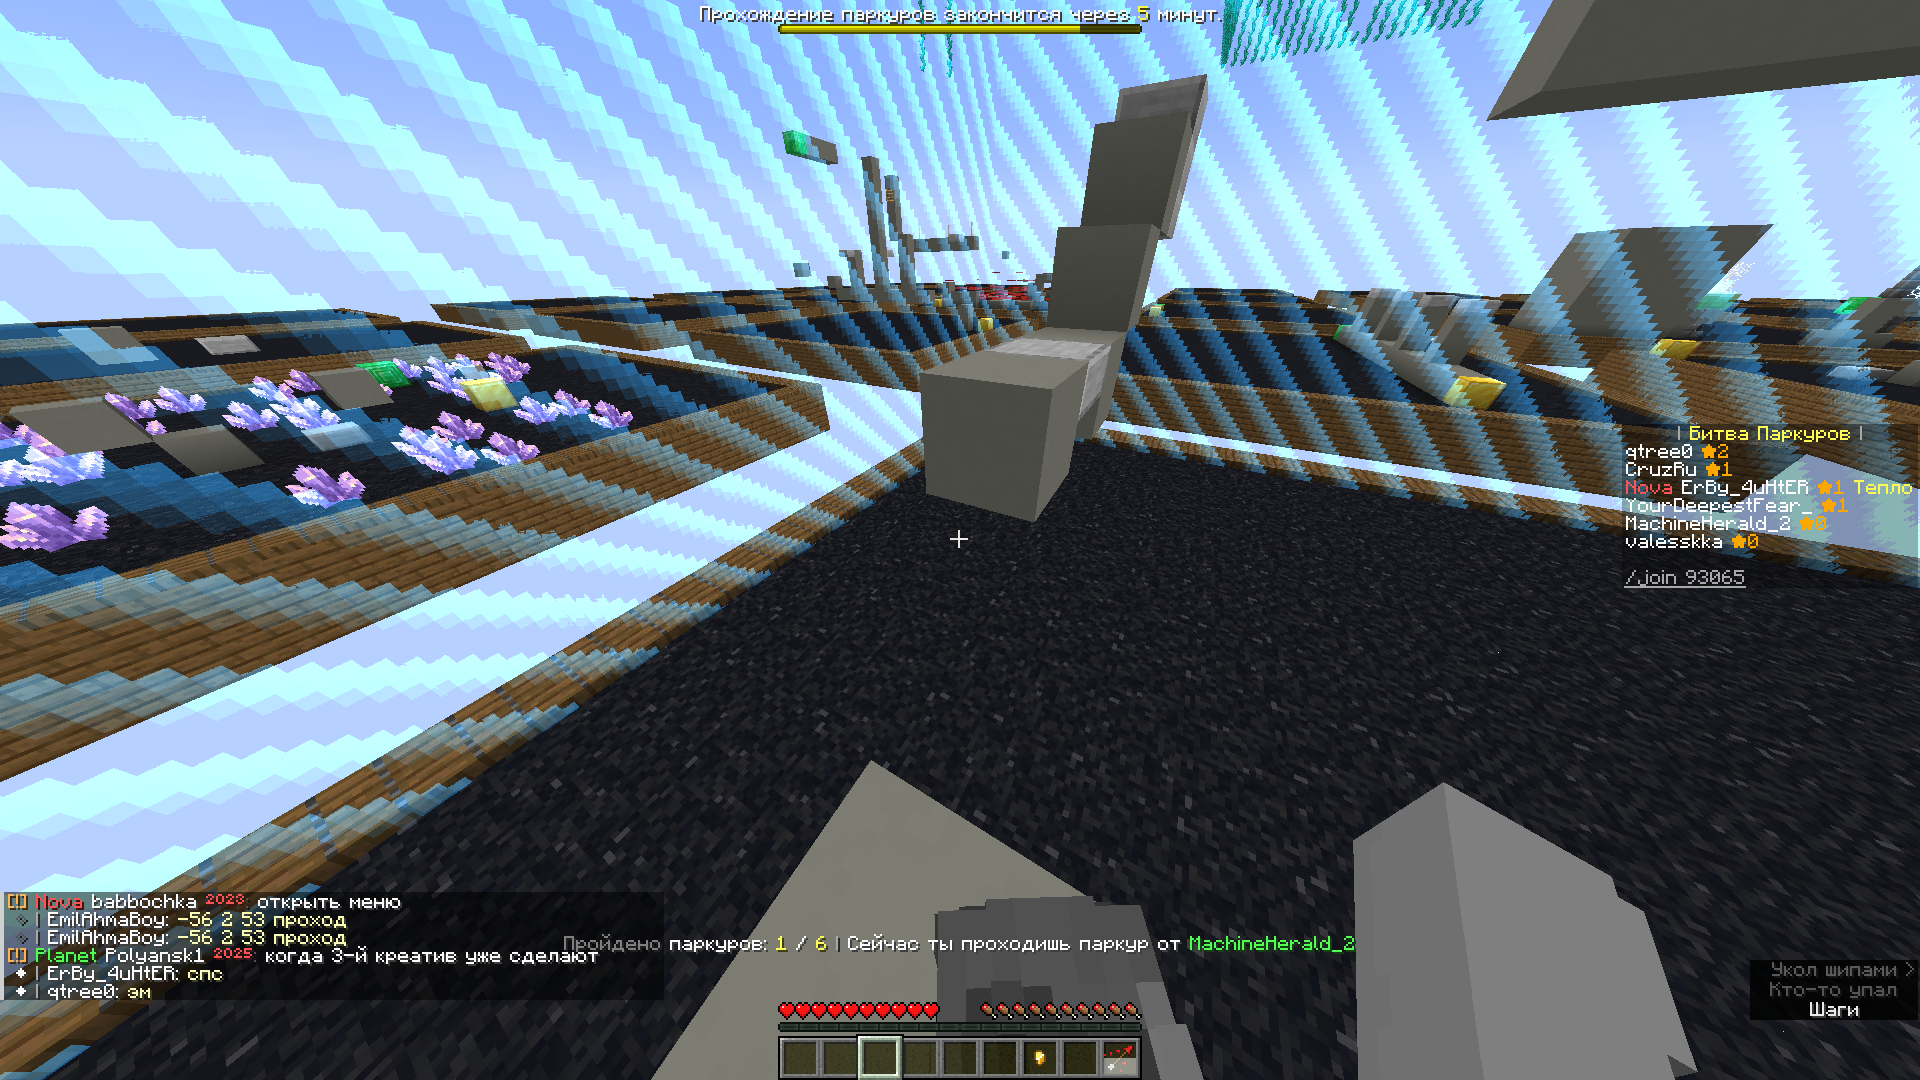 Прохождение паркуров закончится через 5 минут.
| Битва Паркуров |
qtree0 ★2
CruzRu ★1
Nova ErBy_4uHtER ★1 Тепло
YourDeepestFear_ ★1
MachineHerald_2 ★0
valesskka ★0
/join 93065
[!] Nova babbochka 2023: открыть меню
| EmilAhmaBoy: -56 2 53 проход
| EmilAhmaBoy: -56 2 53 проход
[!] Planet Polyansk1 2025: когда 3-й креатив уже сделают
| ErBy_4uHtER: спс
| qtree0: эм
Пройдено паркуров: 1 / 6 | Сейчас ты проходишь паркур от MachineHerald_2
Укол шипами >
Кто-то упал
Шаги